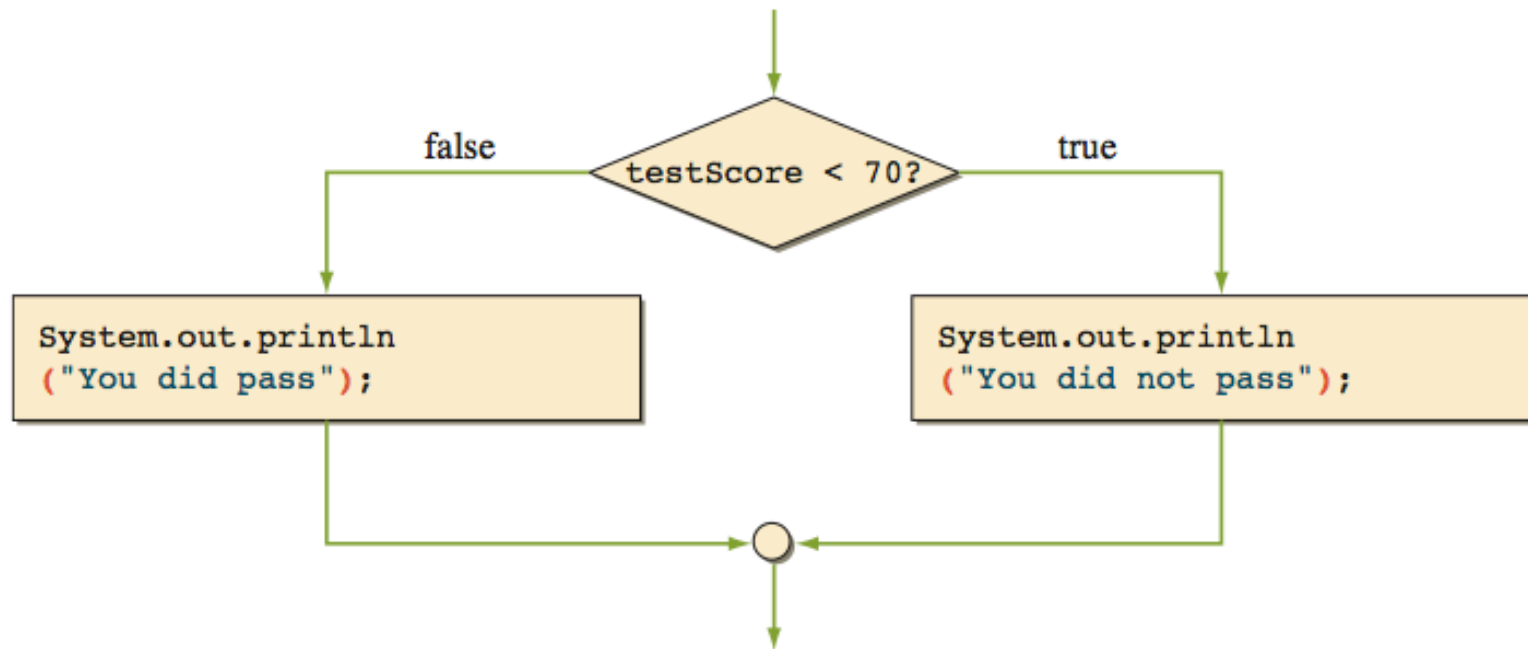 false
true
testScore < 70?
System.out.println
("You did pass");
System.out.println
("You did not pass");